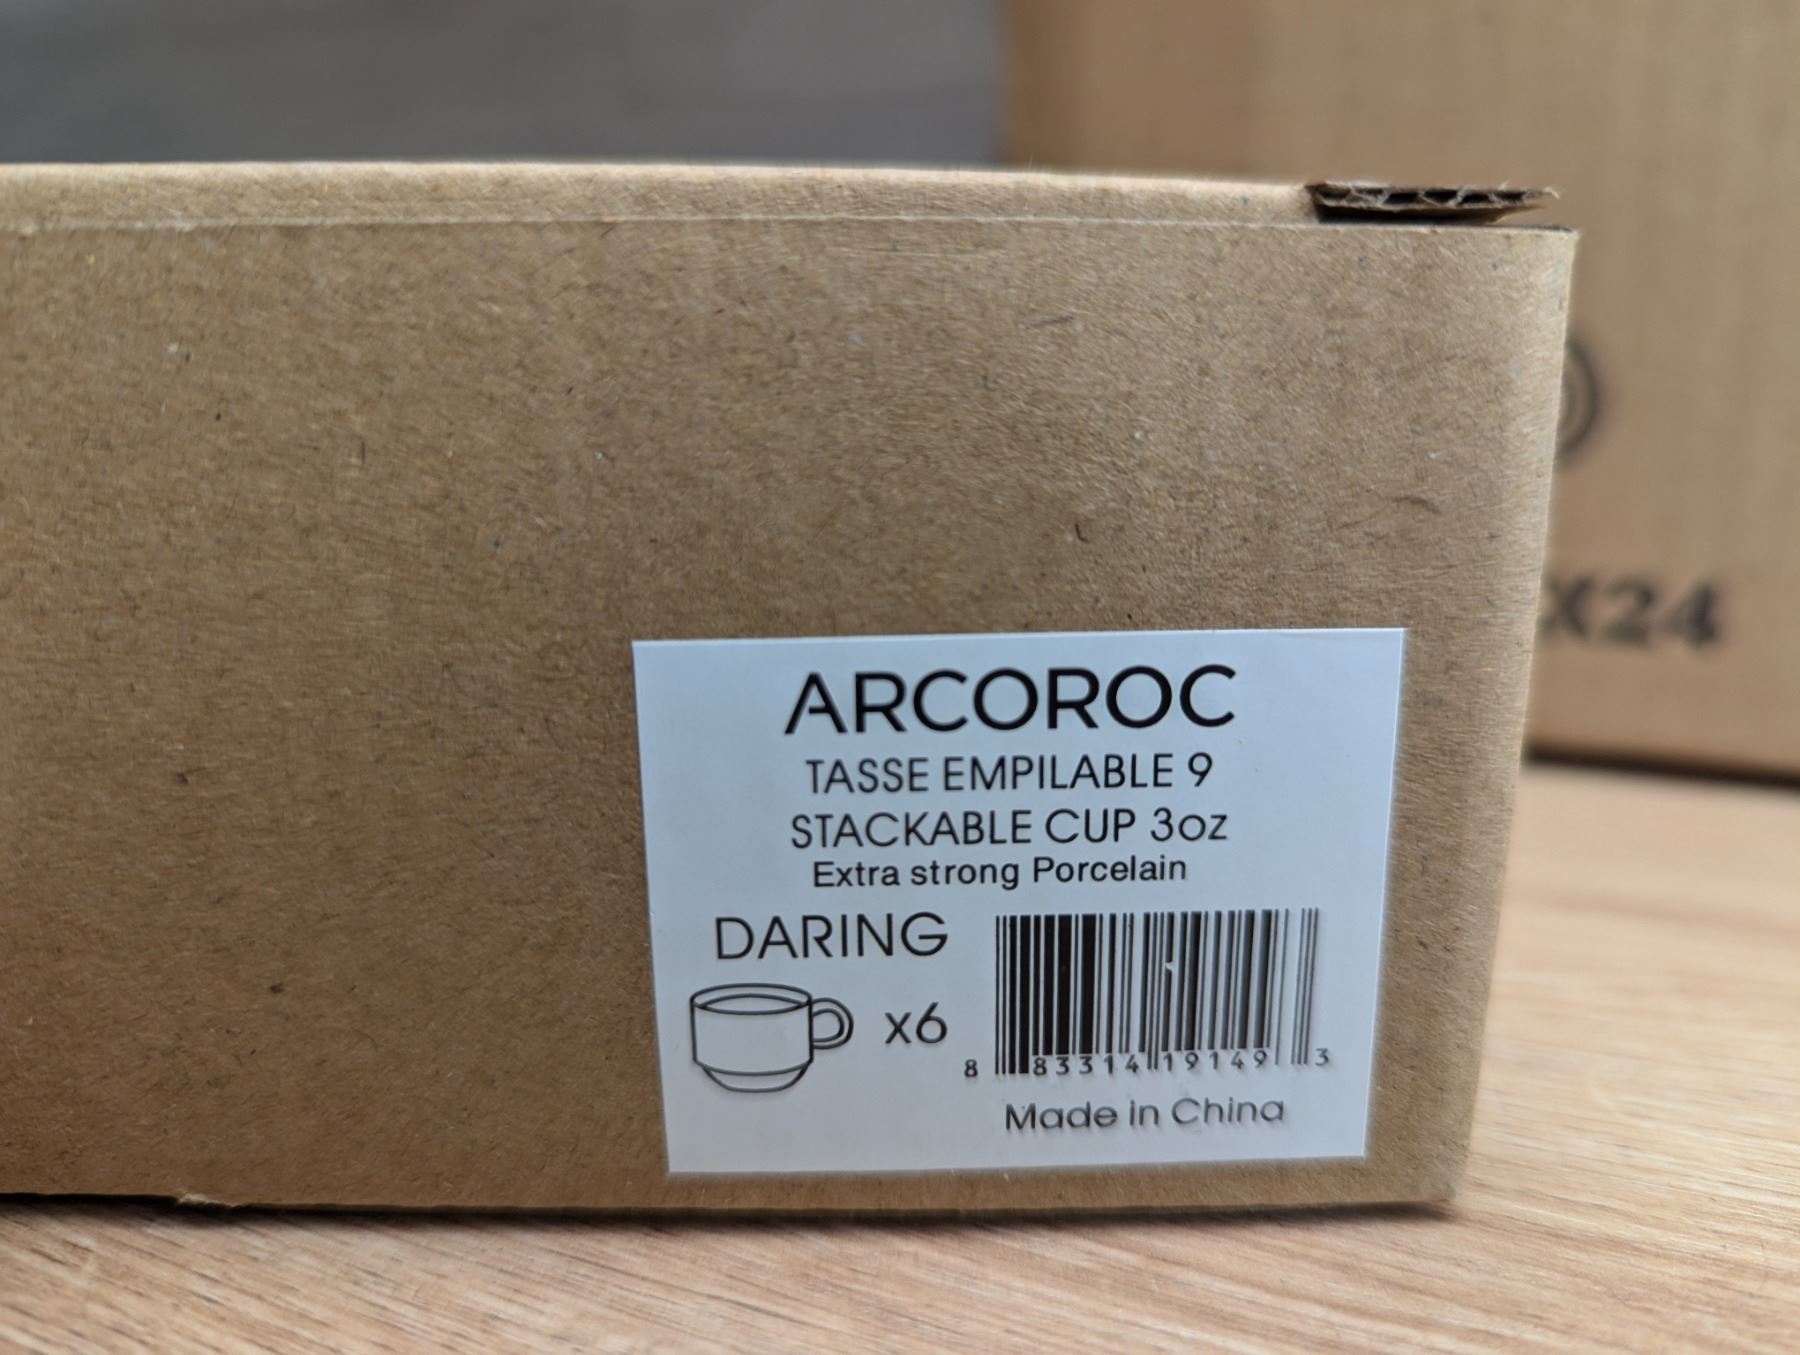 ARCOROC
TASSE EMPILABLE 9
STACKABLE CUP 3oz
Extra strong Porcelain
DARING
x6
8 83314 19149 3
Made in China
X24